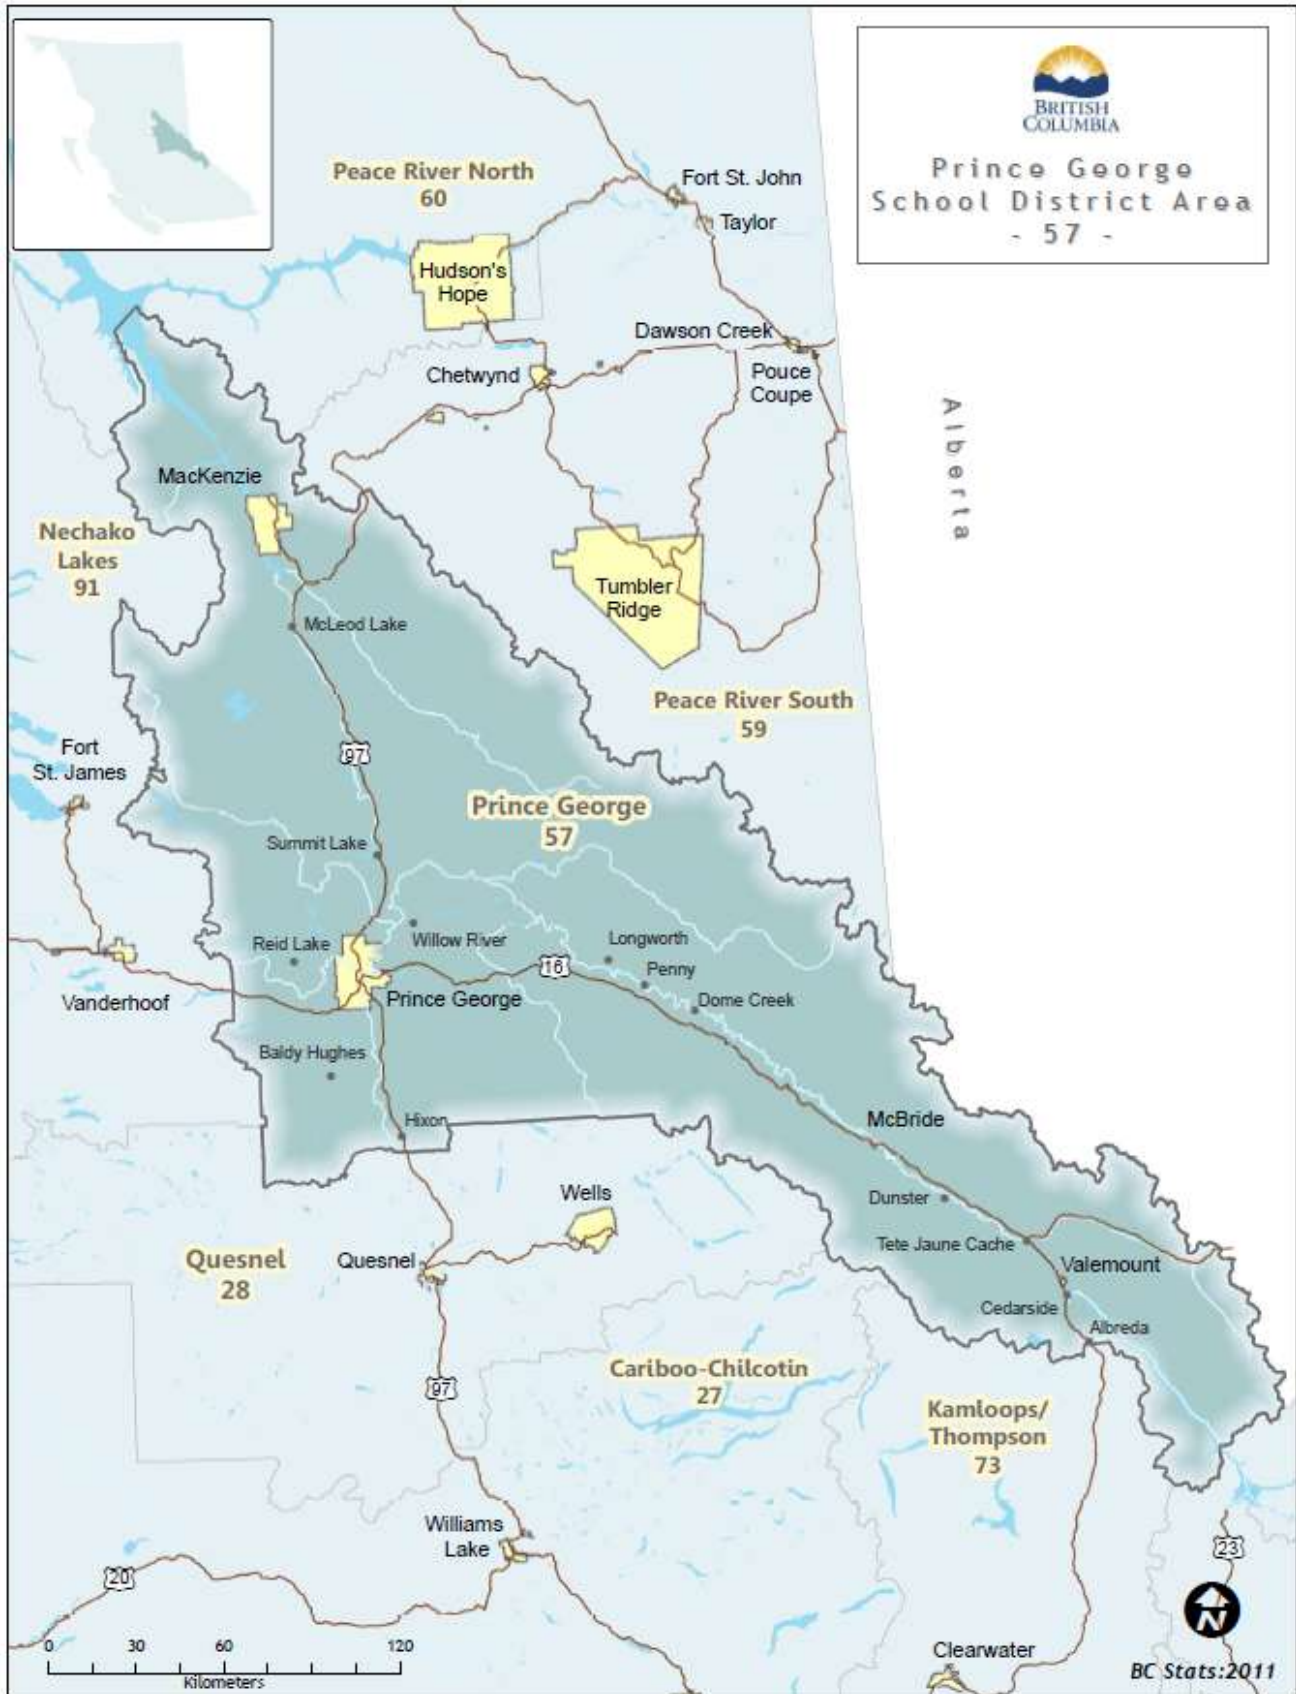 BRITISH
COLUMBIA
Prince George
School District Area
- 57 -
Peace River North
60
Fort St. John
Taylor
Hudson's
Hope
Dawson Creek
Pouce
Coupe
Chetwynd
Alberta
MacKenzie
Nechako
Lakes
91
Tumbler
Ridge
McLeod Lake
Peace River South
59
Fort
St. James
97
Prince George
57
Summit Lake
Reid Lake
Willow River
Longworth
16
Penny
Vanderhoof
Prince George
Dome Creek
Baldy Hughes
Hixon
McBride
Wells
Dunster
Quesnel
28
Quesnel
Tete Jaune Cache
Valemount
Cedarside
Albreda
Cariboo-Chilcotin
27
97
Kamloops/
Thompson
73
Williams
Lake
20
23
N
0 30 60 120
Kilometers
Clearwater
BC Stats:2011